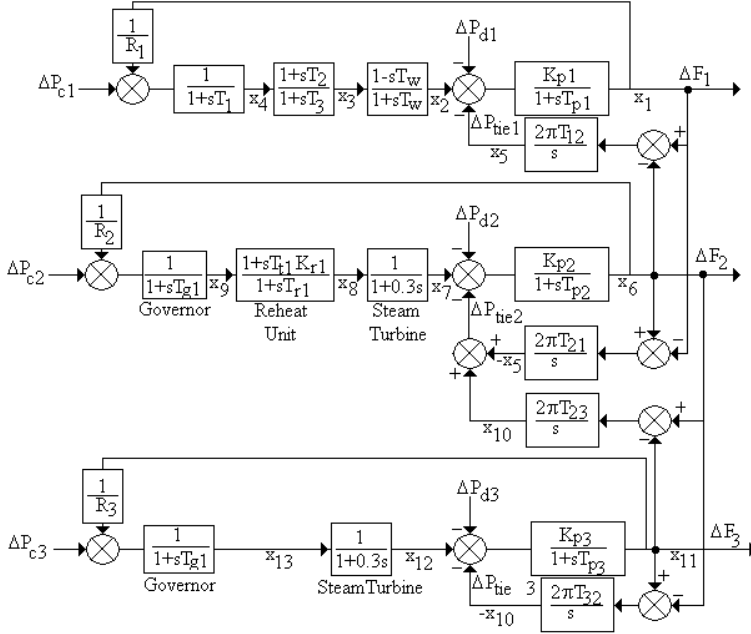 1
R1
ΔPd1
ΔPc1
1
1+sT1
x4
1+sT2
1+sT3
x3
1-sTw
1+sTw
x2
−
−
Kp1
1+sTp1
x1
ΔF1
ΔPtie1
x5
2πT12
s
+
−
1
R2
ΔPd2
ΔPc2
1
1+sTg1
x9
Governor
1+sTt1 Kr1
1+sTr1
x8
Reheat
Unit
1
1+0.3s
x7
Steam
Turbine
−
−
Kp2
1+sTp2
x6
ΔF2
ΔPtie2
+
+
-x5
2πT21
s
+
−
x10
2πT23
s
+
−
1
R3
ΔPd3
ΔPc3
1
1+sTg1
x13
Governor
1
1+0.3s
x12
SteamTurbine
−
−
Kp3
1+sTp3
x11
ΔF3
ΔPtie 3
-x10
2πT32
s
+
−